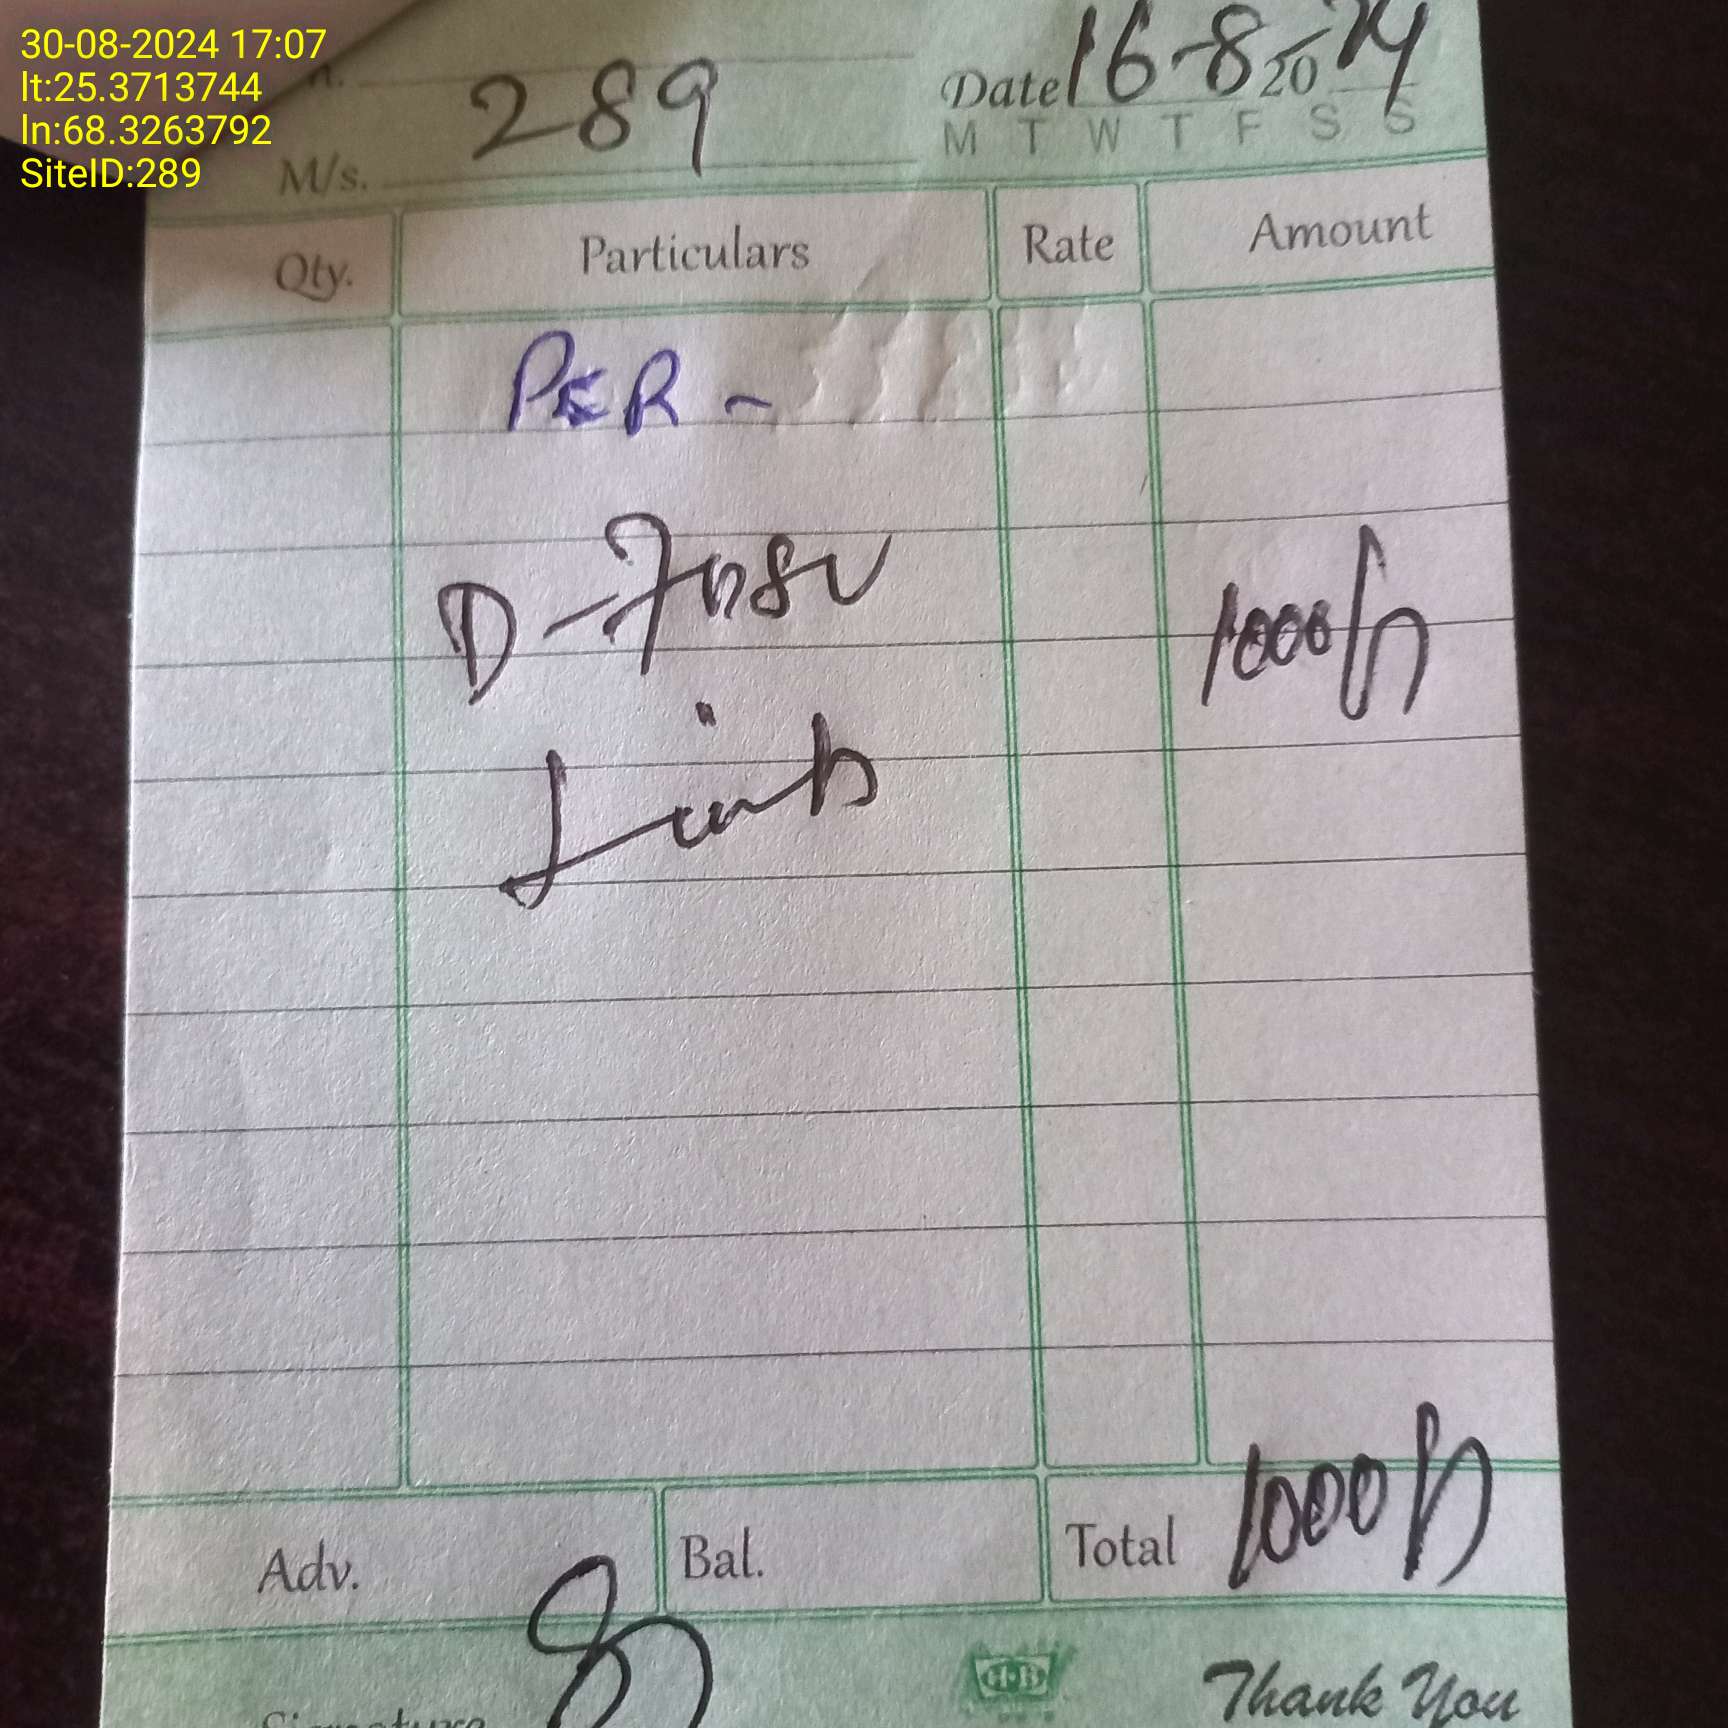 30-08-2024 17:07
lt:25.3713744
ln:68.3263792
SiteID:289
Date 16-8-2024
M T W T F S S
M/s. 289
Qty. Particulars Rate Amount
PER -
D- 1000/
Total 1000/
Adv. Bal.
Signature
H·B
Thank You